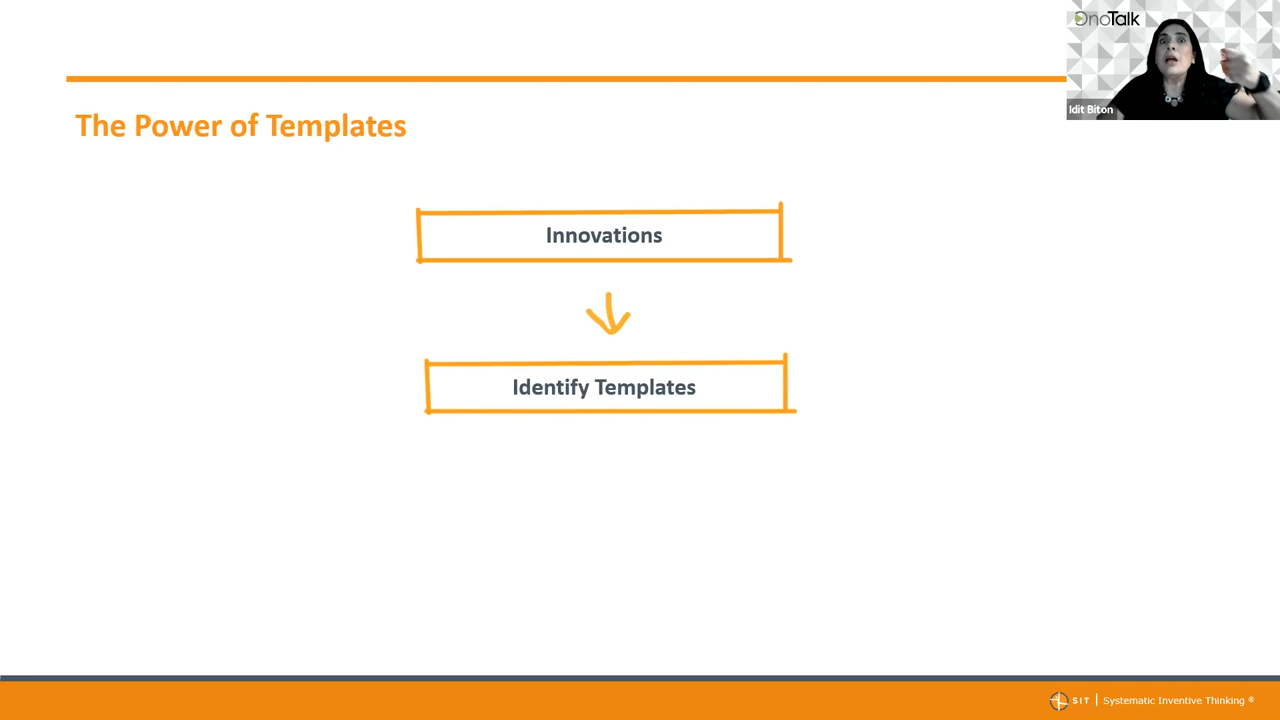 OnoTalk
Idit Biton
The Power of Templates
Innovations
Identify Templates
SIT | Systematic Inventive Thinking ®